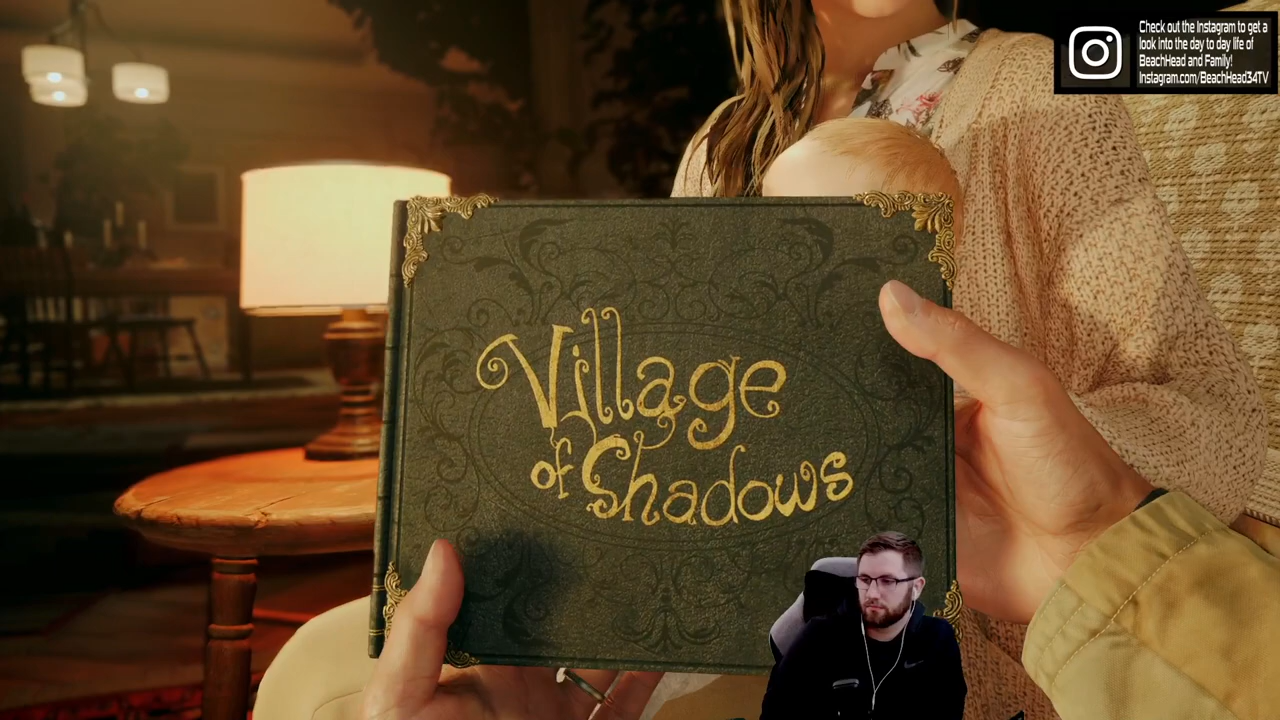 Check out the Instagram to get a
look into the day to day life of
BeachHead and Family!
Instagram.com/BeachHead34TV
Village
of Shadows